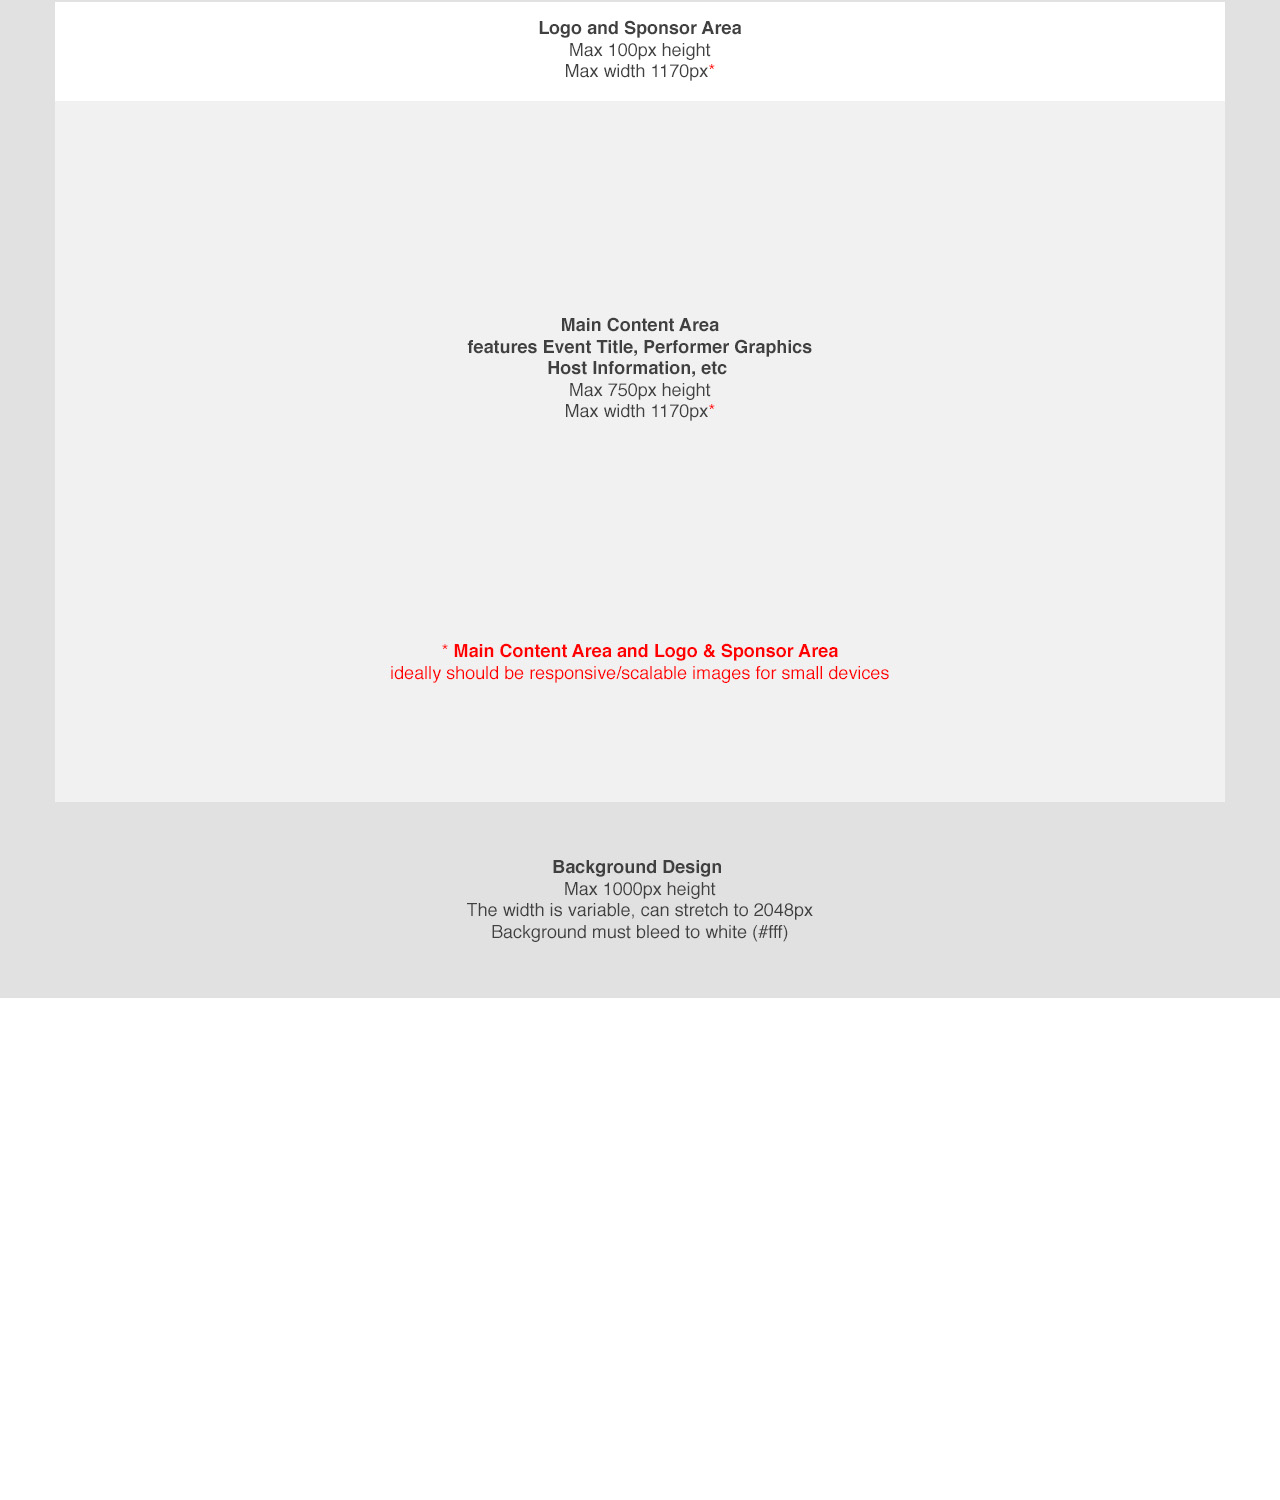 Logo and Sponsor Area
Max 100px height
Max width 1170px*
Main Content Area
features Event Title, Performer Graphics
Host Information, etc
Max 750px height
Max width 1170px*
* Main Content Area and Logo & Sponsor Area
ideally should be responsive/scalable images for small devices
Background Design
Max 1000px height
The width is variable, can stretch to 2048px
Background must bleed to white (#fff)